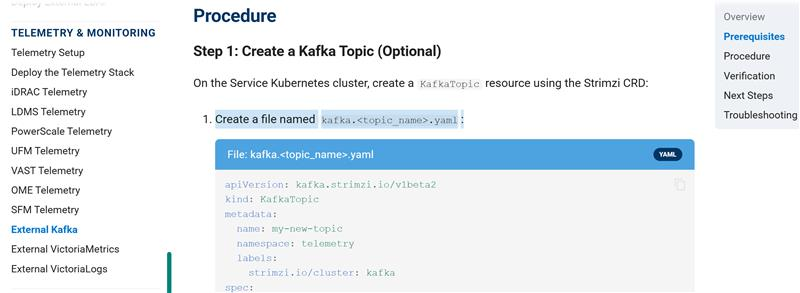 Deploy External LDMS
TELEMETRY & MONITORING
Telemetry Setup
Deploy the Telemetry Stack
iDRAC Telemetry
LDMS Telemetry
PowerScale Telemetry
UFM Telemetry
VAST Telemetry
OME Telemetry
SFM Telemetry
External Kafka
External VictoriaMetrics
External VictoriaLogs
Procedure
Step 1: Create a Kafka Topic (Optional)
On the Service Kubernetes cluster, create a KafkaTopic resource using the Strimzi CRD:
1. Create a file named kafka.<topic_name>.yaml :
File: kafka.<topic_name>.yaml YAML
apiVersion: kafka.strimzi.io/v1beta2
kind: KafkaTopic
metadata:
  name: my-new-topic
  namespace: telemetry
  labels:
    strimzi.io/cluster: kafka
spec:
Overview
Prerequisites
Procedure
Verification
Next Steps
Troubleshooting